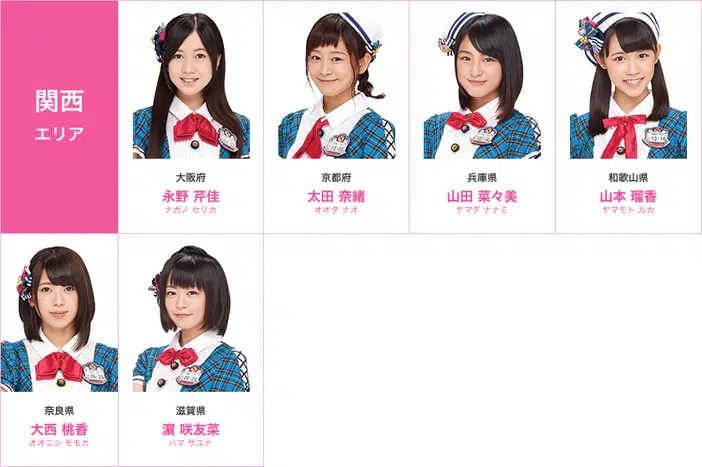 関西
エリア
大阪府
永野 芹佳
ナガノ セリカ
京都府
太田 奈緒
オオタ ナオ
兵庫県
山田 菜々美
ヤマダ ナナミ
和歌山県
山本 瑠香
ヤマモト ルカ
奈良県
大西 桃香
オオニシ モモカ
滋賀県
濵 咲友菜
ハマ サユナ